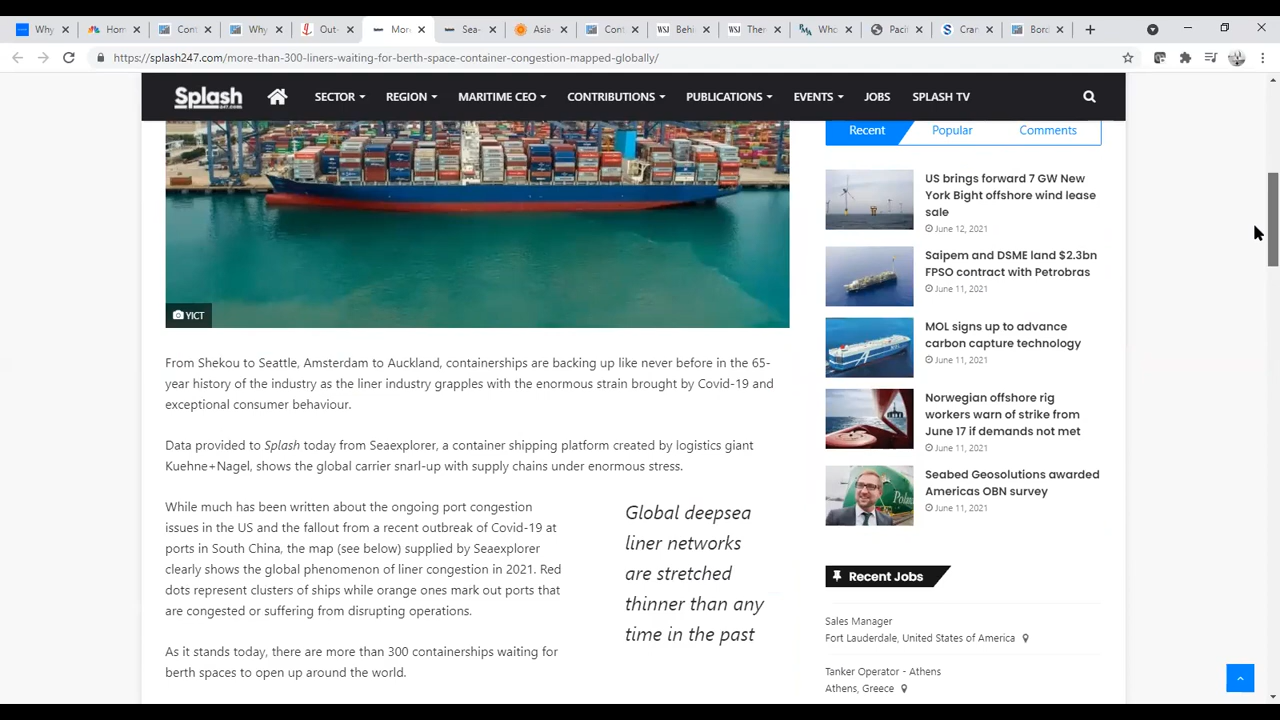 Why
Hom
Cont
Why
Out-
Mor
Sea-
Asia
Cont
WSJ Behi
WSJ Ther
Who
Pacif
Cran
Bord
https://splash247.com/more-than-300-liners-waiting-for-berth-space-container-congestion-mapped-globally/
Splash
247.com
SECTOR
REGION
MARITIME CEO
CONTRIBUTIONS
PUBLICATIONS
EVENTS
JOBS
SPLASH TV
YICT
From Shekou to Seattle, Amsterdam to Auckland, containerships are backing up like never before in the 65-
year history of the industry as the liner industry grapples with the enormous strain brought by Covid-19 and
exceptional consumer behaviour.
Data provided to Splash today from Seaexplorer, a container shipping platform created by logistics giant
Kuehne+Nagel, shows the global carrier snarl-up with supply chains under enormous stress.
While much has been written about the ongoing port congestion
issues in the US and the fallout from a recent outbreak of Covid-19 at
ports in South China, the map (see below) supplied by Seaexplorer
clearly shows the global phenomenon of liner congestion in 2021. Red
dots represent clusters of ships while orange ones mark out ports that
are congested or suffering from disrupting operations.
As it stands today, there are more than 300 containerships waiting for
berth spaces to open up around the world.
Global deepsea
liner networks
are stretched
thinner than any
time in the past
Recent
Popular
Comments
US brings forward 7 GW New
York Bight offshore wind lease
sale
June 12, 2021
Saipem and DSME land $2.3bn
FPSO contract with Petrobras
June 11, 2021
MOL signs up to advance
carbon capture technology
June 11, 2021
Norwegian offshore rig
workers warn of strike from
June 17 if demands not met
June 11, 2021
Seabed Geosolutions awarded
Americas OBN survey
June 11, 2021
Recent Jobs
Sales Manager
Fort Lauderdale, United States of America
Tanker Operator - Athens
Athens, Greece